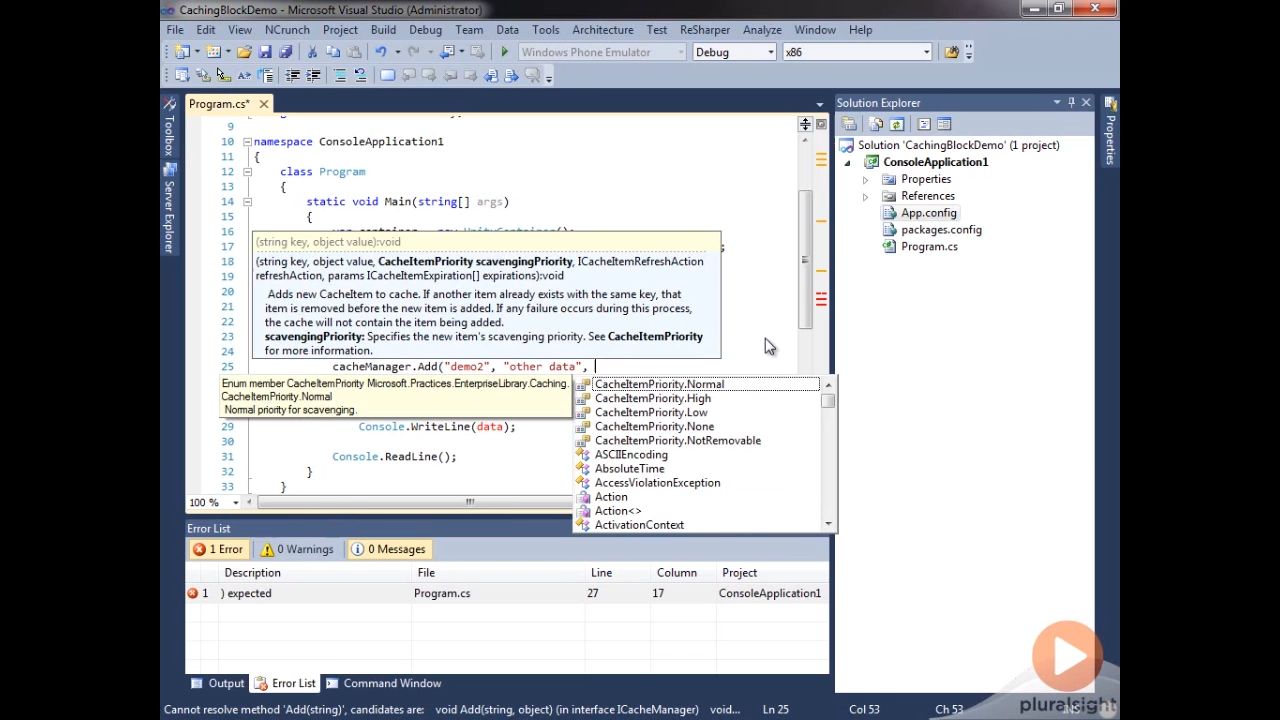 CachingBlockDemo - Microsoft Visual Studio (Administrator)
File Edit View NCrunch Project Build Debug Team Data Tools Architecture Test ReSharper Analyze Window Help
Windows Phone Emulator Debug x86
Program.cs*
Solution Explorer
Toolbox
Server Explorer
Properties
Solution 'CachingBlockDemo' (1 project)
ConsoleApplication1
Properties
References
App.config
packages.config
Program.cs
9
10 namespace ConsoleApplication1
11 {
12 class Program
13 {
14 static void Main(string[] args)
15 {
16
17 ;
18
19
20
21
22
23
24
(string key, object value):void
(string key, object value, CacheItemPriority scavengingPriority, ICacheItemRefreshAction
refreshAction, params ICacheItemExpiration[] expirations):void
Adds new CacheItem to cache. If another item already exists with the same key, that
item is removed before the new item is added. If any failure occurs during this process,
the cache will not contain the item being added.
scavengingPriority: Specifies the new item's scavenging priority. See CacheItemPriority
for more information.
25 cacheManager.Add("demo2", "other data",
Enum member CacheItemPriority Microsoft.Practices.EnterpriseLibrary.Caching.
CacheItemPriority.Normal
Normal priority for scavenging.
CacheItemPriority.Normal
CacheItemPriority.High
CacheItemPriority.Low
CacheItemPriority.None
CacheItemPriority.NotRemovable
ASCIIEncoding
AbsoluteTime
AccessViolationException
Action
Action<>
ActivationContext
29 Console.WriteLine(data);
30
31 Console.ReadLine();
32 }
33 }
100 %
Error List
1 Error 0 Warnings 0 Messages
Description File Line Column Project
1 ) expected Program.cs 27 17 ConsoleApplication1
Output Error List Command Window
Cannot resolve method 'Add(string)', candidates are: void Add(string, object) (in interface ICacheManager) void... Ln 25 Col 53 Ch 53 INS
pluralsight